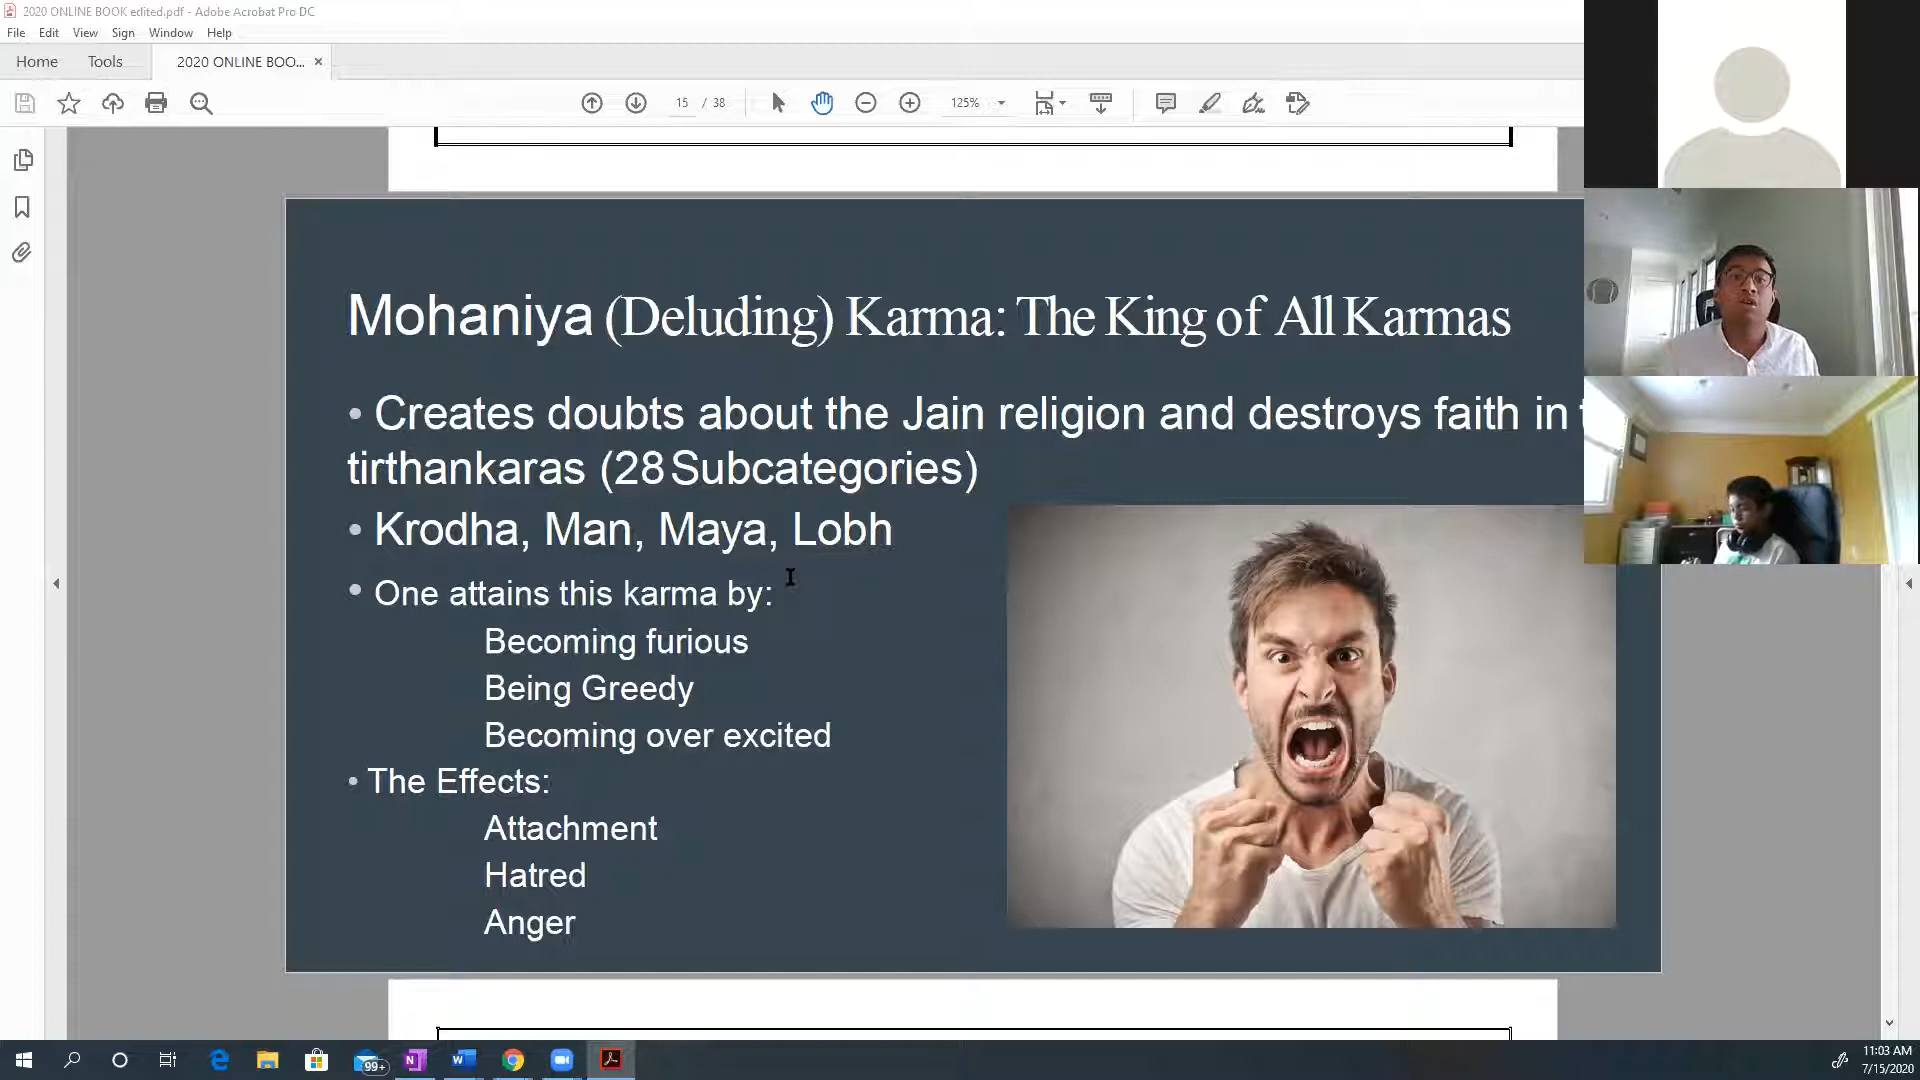 2020 ONLINE BOOK edited.pdf - Adobe Acrobat Pro DC
File Edit View Sign Window Help
Home Tools 2020 ONLINE BOO... ×
15 / 38 125%
Mohaniya (Deluding) Karma: The King of All Karmas
• Creates doubts about the Jain religion and destroys faith in
tirthankaras (28 Subcategories)
• Krodha, Man, Maya, Lobh
• One attains this karma by:
Becoming furious
Being Greedy
Becoming over excited
• The Effects:
Attachment
Hatred
Anger
99+
11:03 AM
7/15/2020